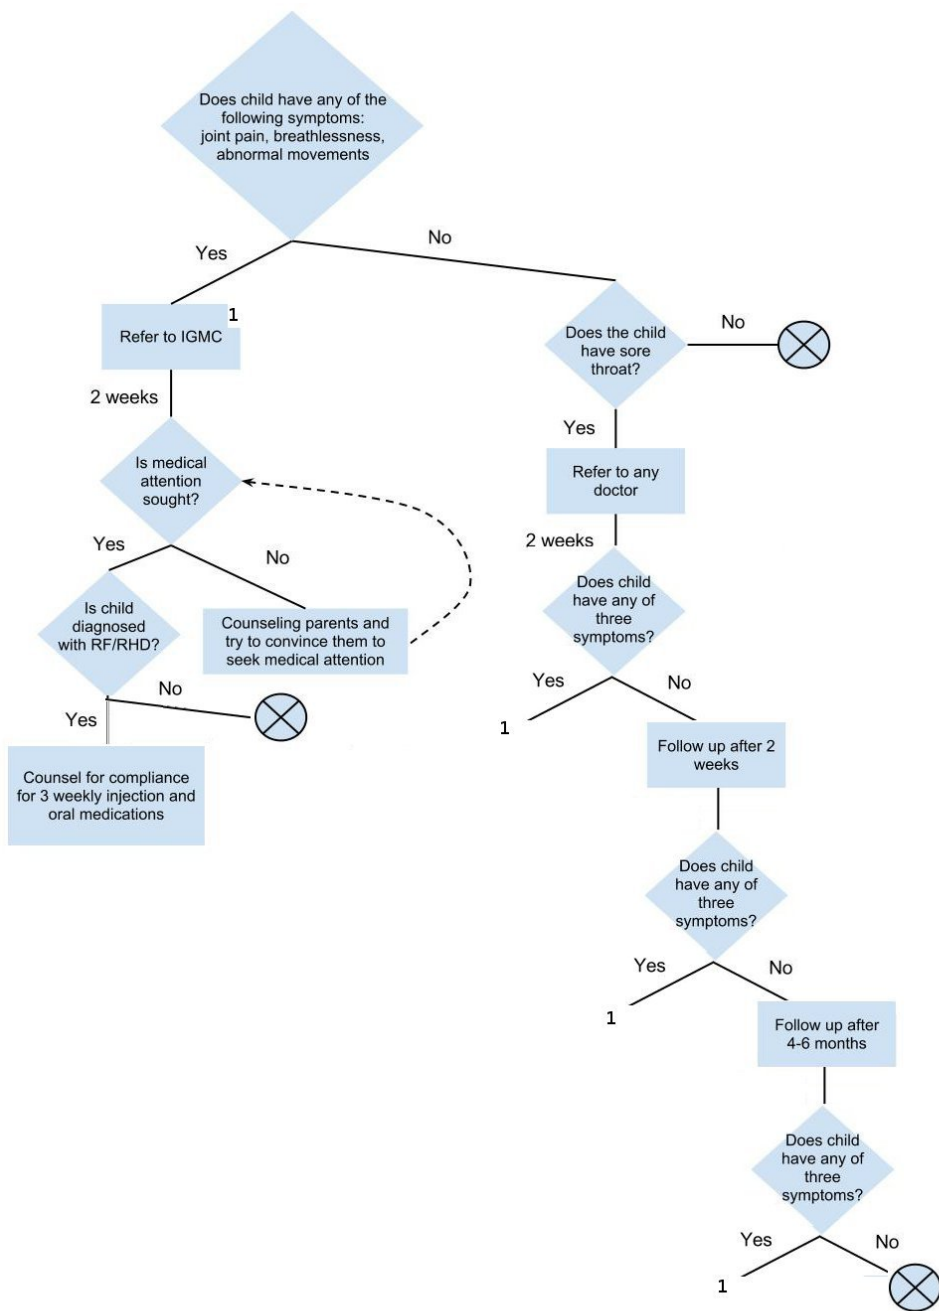 Does child have any of the
following symptoms:
joint pain, breathlessness,
abnormal movements
Yes
No
Refer to IGMC
1
2 weeks
Is medical
attention
sought?
Yes
No
Is child
diagnosed
with RF/RHD?
Counseling parents and
try to convince them to
seek medical attention
Yes
No
Counsel for compliance
for 3 weekly injection and
oral medications
Does the child
have sore
throat?
No
Yes
Refer to any
doctor
2 weeks
Does child
have any of
three
symptoms?
Yes
No
1
Follow up after 2
weeks
Does child
have any of
three
symptoms?
Yes
No
1
Follow up after
4-6 months
Does child
have any of
three
symptoms?
Yes
No
1